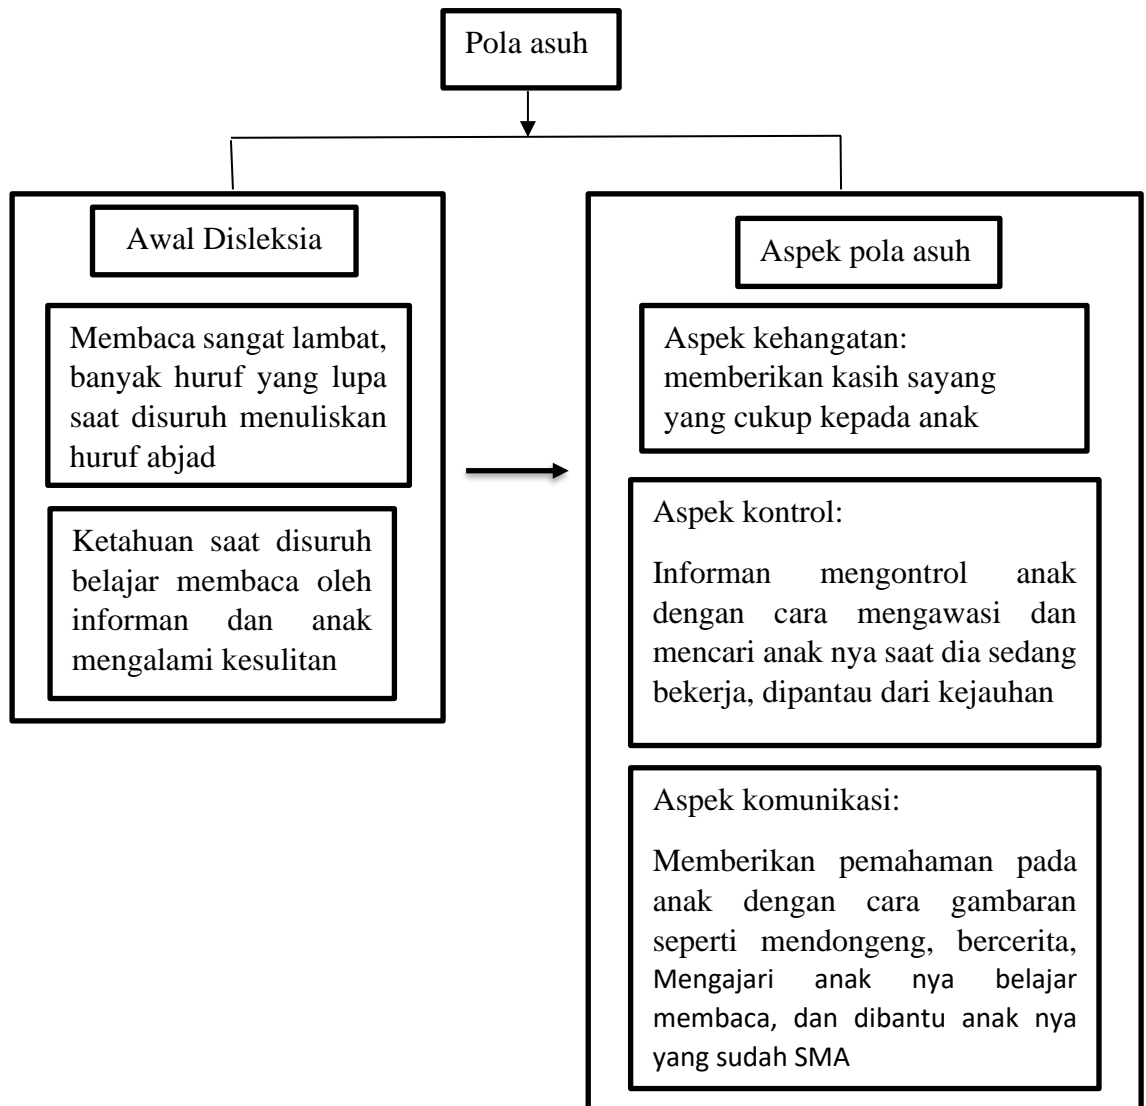 Pola asuh
Awal Disleksia
Membaca sangat lambat,
banyak huruf yang lupa
saat disuruh menuliskan
huruf abjad
Ketahuan saat disuruh
belajar membaca oleh
informan dan anak
mengalami kesulitan
Aspek pola asuh
Aspek kehangatan:
memberikan kasih sayang
yang cukup kepada anak
Aspek kontrol:
Informan mengontrol anak
dengan cara mengawasi dan
mencari anak nya saat dia sedang
bekerja, dipantau dari kejauhan
Aspek komunikasi:
Memberikan pemahaman pada
anak dengan cara gambaran
seperti mendongeng, bercerita,
Mengajari anak nya belajar
membaca, dan dibantu anak nya
yang sudah SMA